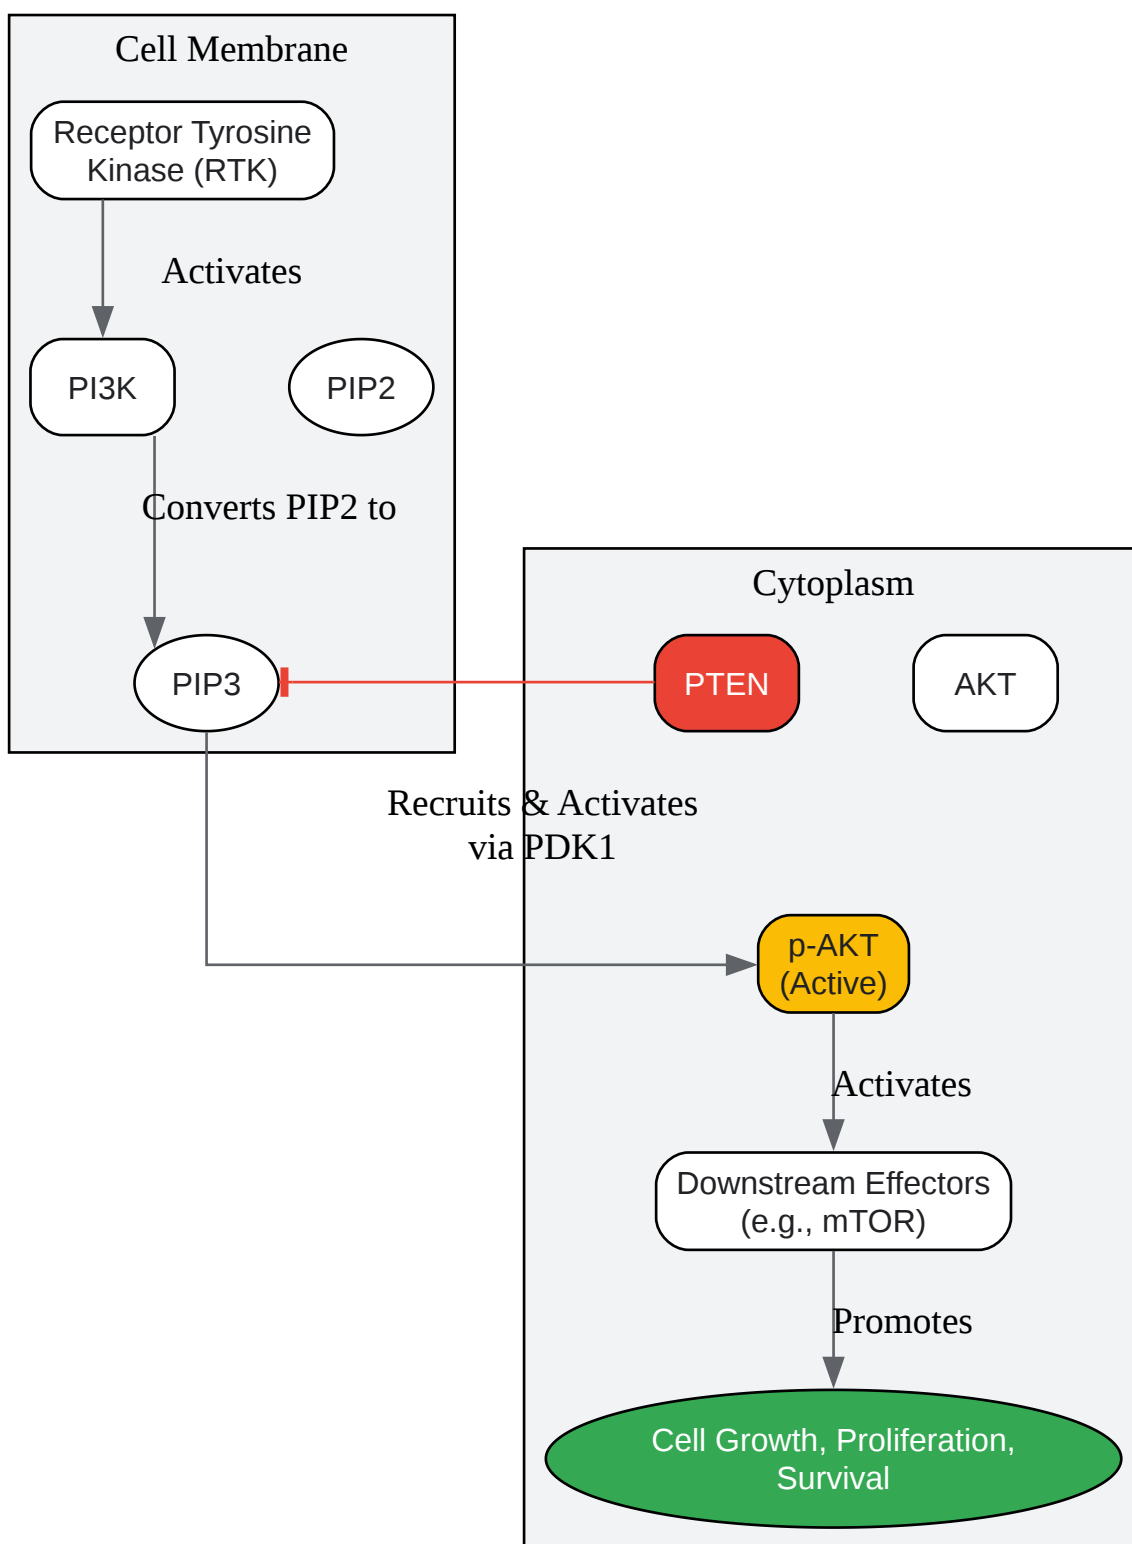 Cell Membrane
Receptor Tyrosine
Kinase (RTK)
Activates
PI3K
PIP2
Converts PIP2 to
Cytoplasm
PIP3
PTEN
AKT
Recruits & Activates
via PDK1
p-AKT
(Active)
Activates
Downstream Effectors
(e.g., mTOR)
Promotes
Cell Growth, Proliferation,
Survival